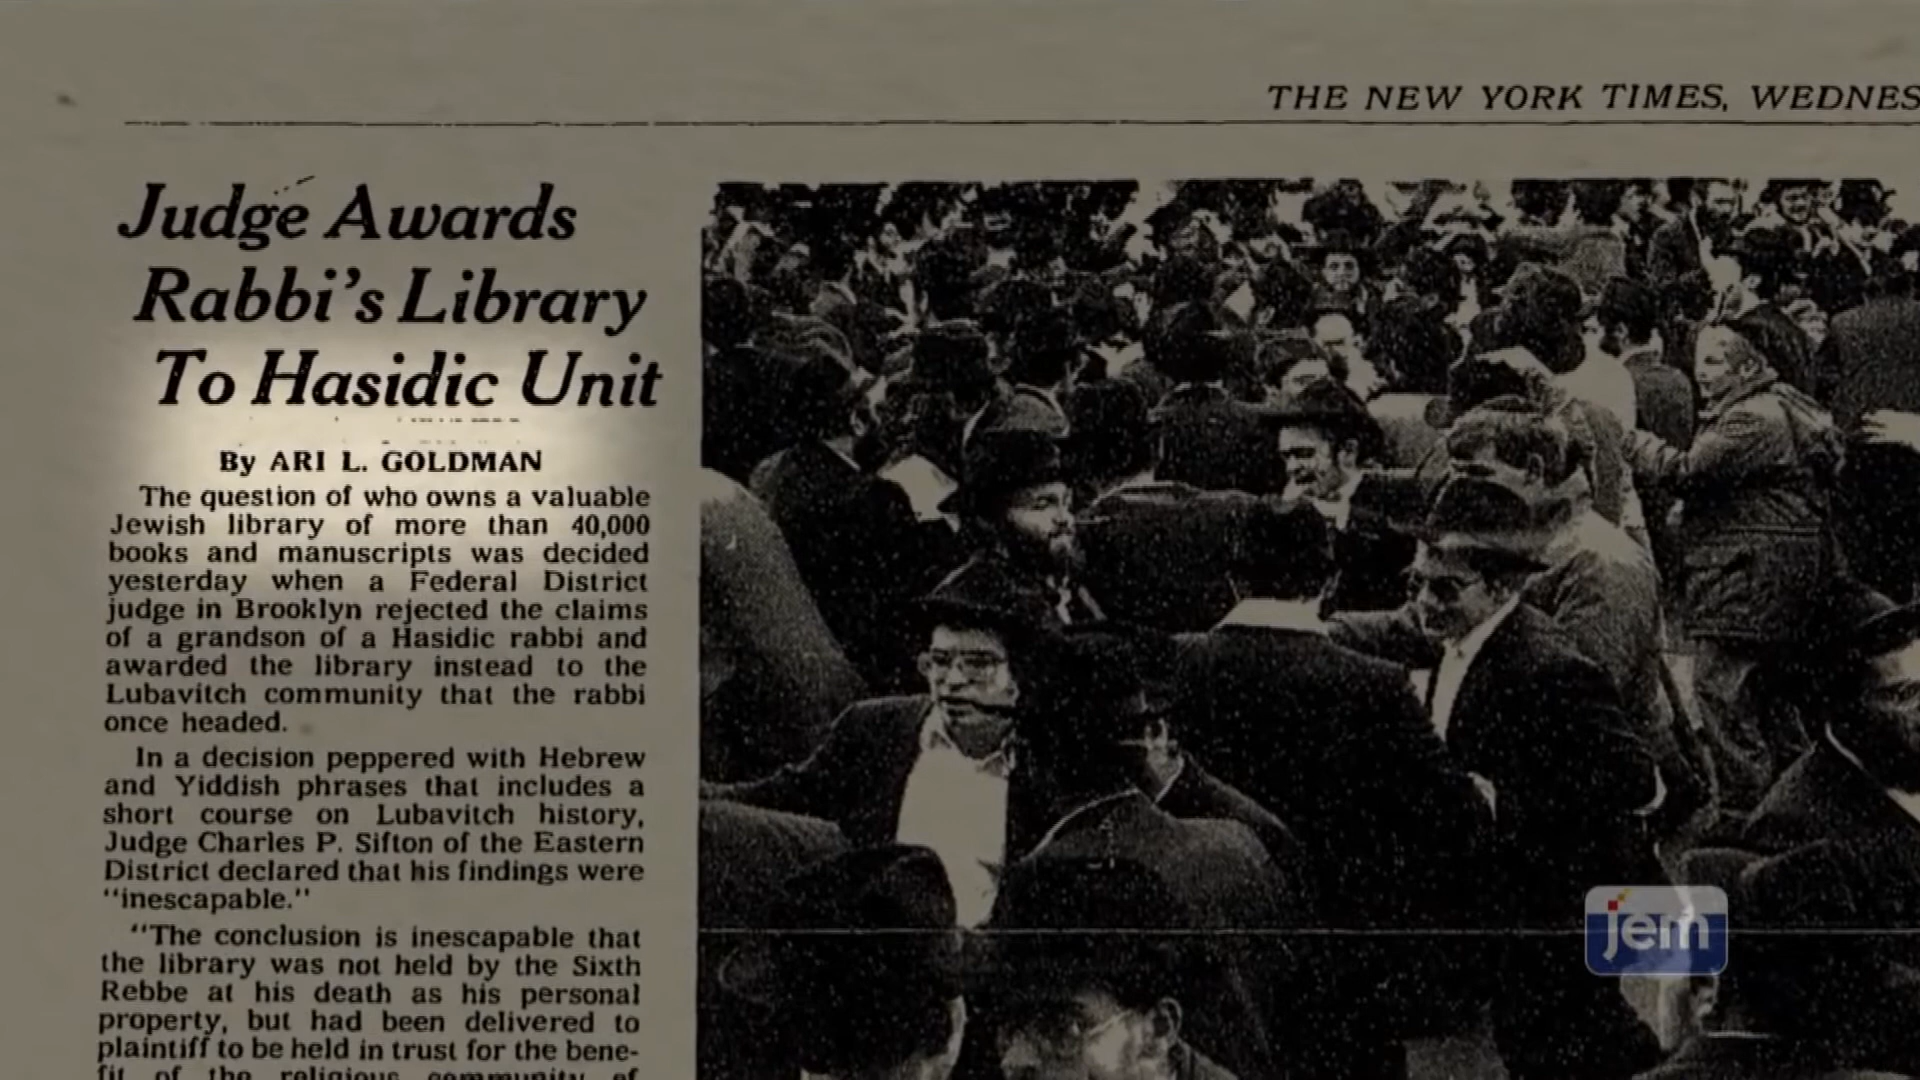 THE NEW YORK TIMES, WEDNES
Judge Awards
Rabbi's Library
To Hasidic Unit
By ARI L. GOLDMAN
The question of who owns a valuable
Jewish library of more than 40,000
books and manuscripts was decided
yesterday when a Federal District
judge in Brooklyn rejected the claims
of a grandson of a Hasidic rabbi and
awarded the library instead to the
Lubavitch community that the rabbi
once headed.
In a decision peppered with Hebrew
and Yiddish phrases that includes a
short course on Lubavitch history,
Judge Charles P. Sifton of the Eastern
District declared that his findings were
"inescapable."
"The conclusion is inescapable that
the library was not held by the Sixth
Rebbe at his death as his personal
property, but had been delivered to
plaintiff to be held in trust for the bene-
fit of the religious community of
jem